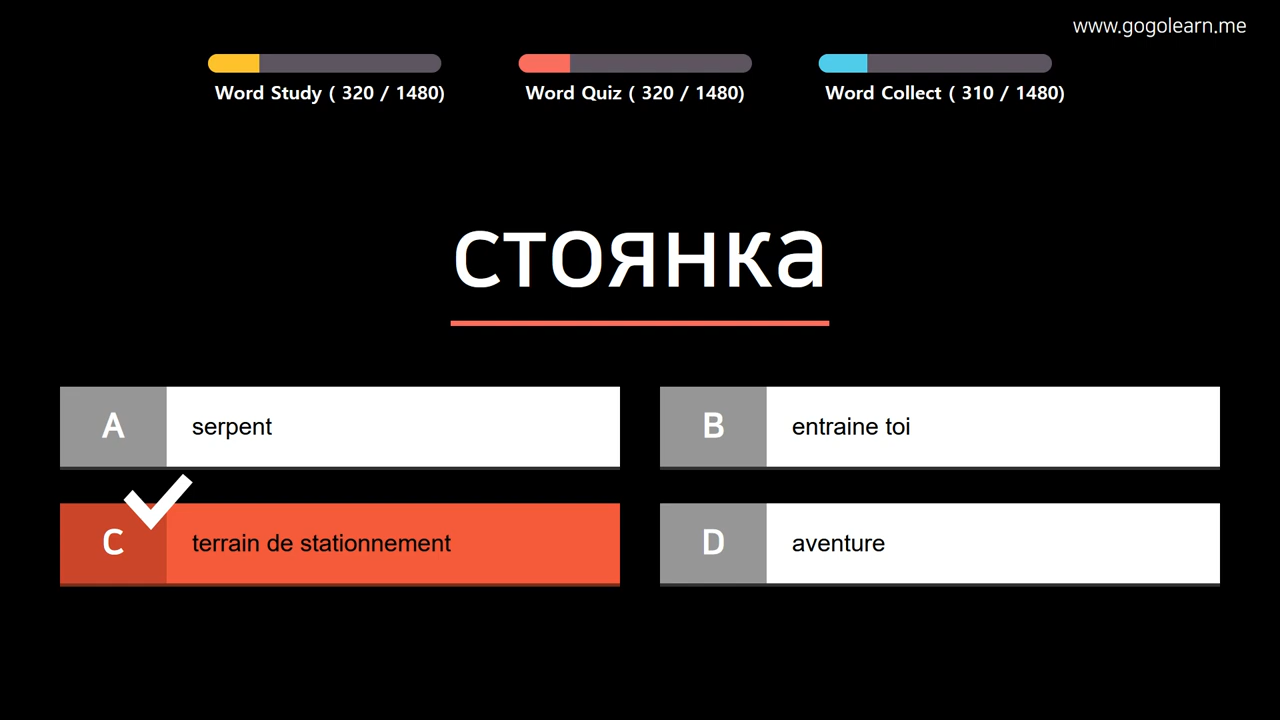 www.gogolearn.me
Word Study ( 320 / 1480)
Word Quiz ( 320 / 1480)
Word Collect ( 310 / 1480)
стоянка
A serpent
B entraine toi
C terrain de stationnement
D aventure